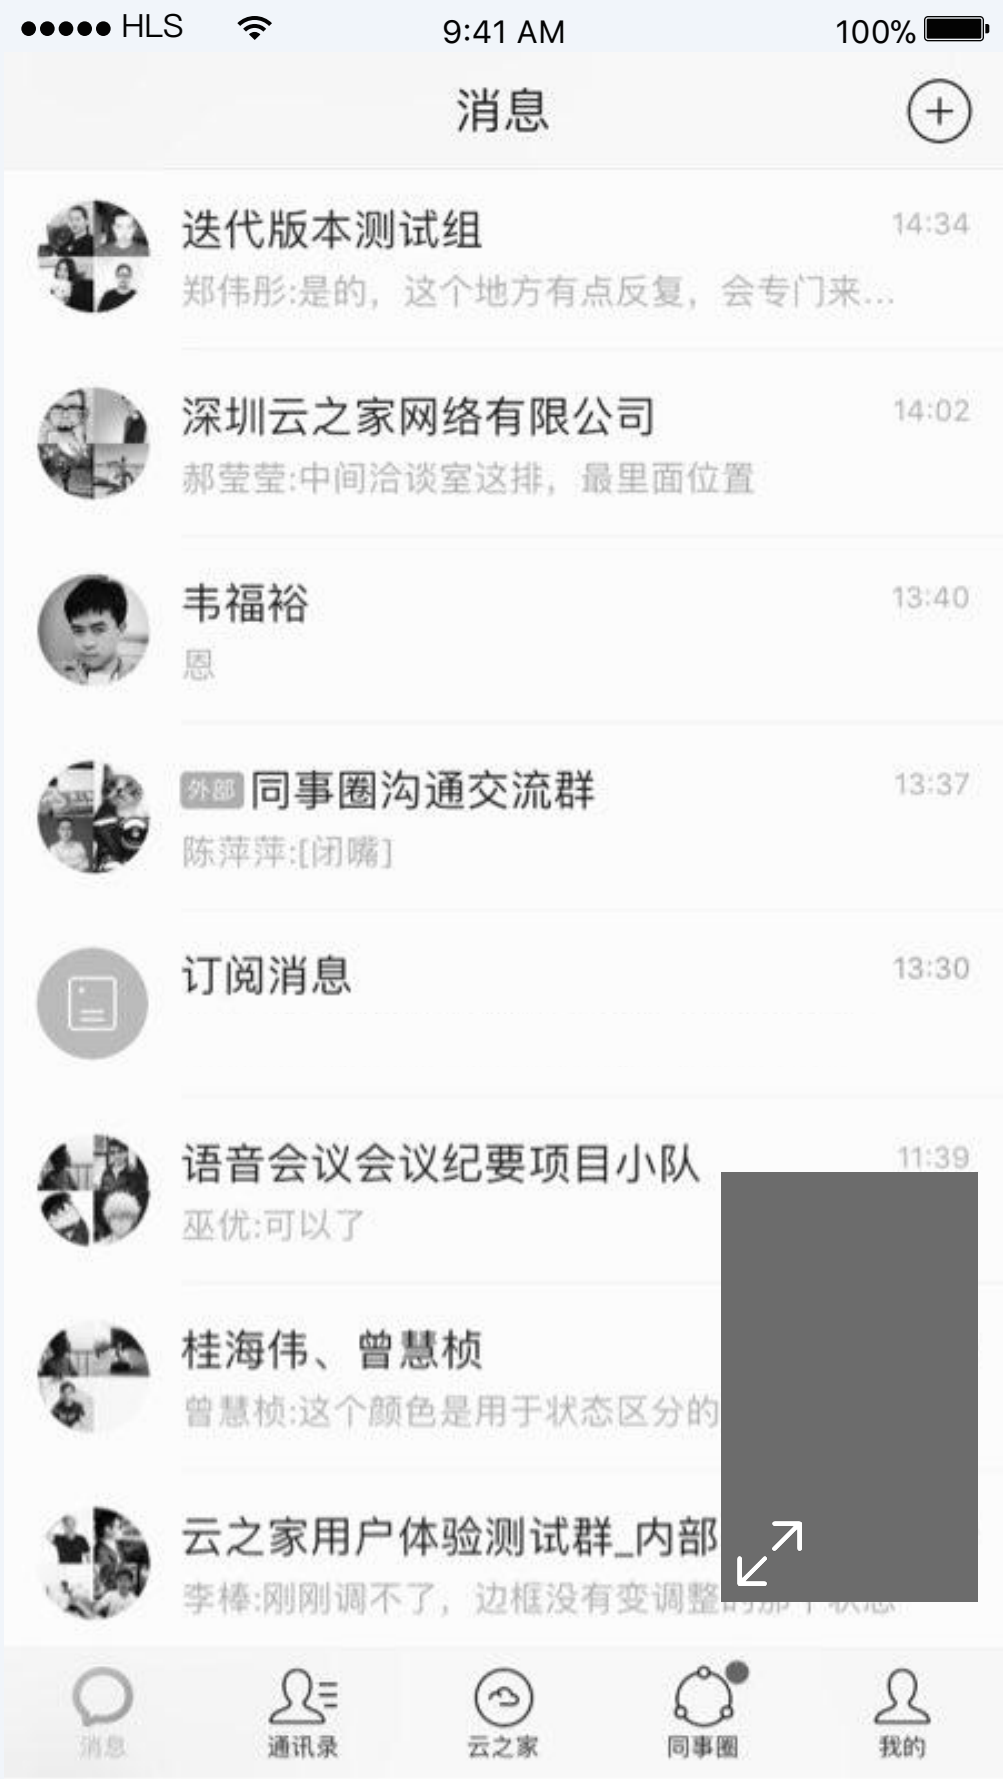 ●●●●● HLS 9:41 AM 100%
消息
迭代版本测试组 14:34
郑伟彤:是的，这个地方有点反复，会专门来...
深圳云之家网络有限公司 14:02
郝莹莹:中间洽谈室这排，最里面位置
韦福裕 13:40
恩
外部 同事圈沟通交流群 13:37
陈萍萍:[闭嘴]
订阅消息 13:30
语音会议会议纪要项目小队 11:39
巫优:可以了
桂海伟、曾慧桢
曾慧桢:这个颜色是用于状态区分的
云之家用户体验测试群_内部
李棒:刚刚调不了，边框没有变调整的那个状态
消息 通讯录 云之家 同事圈 我的